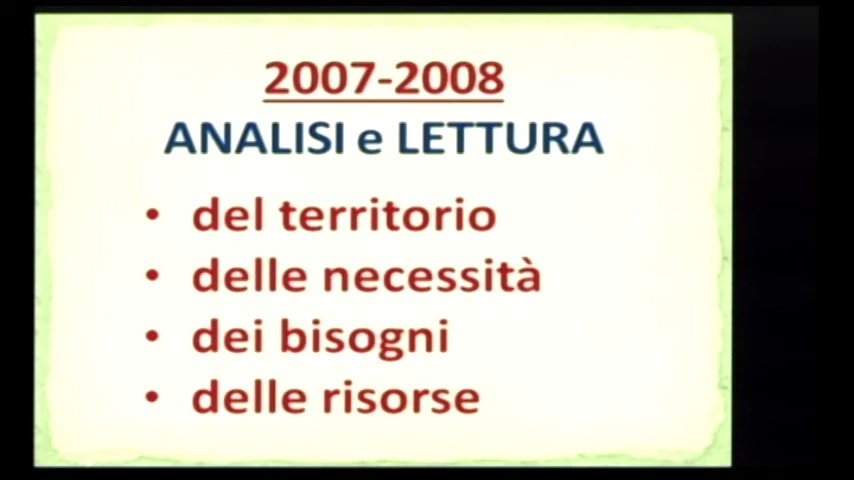 2007-2008
ANALISI e LETTURA
• del territorio
• delle necessità
• dei bisogni
• delle risorse